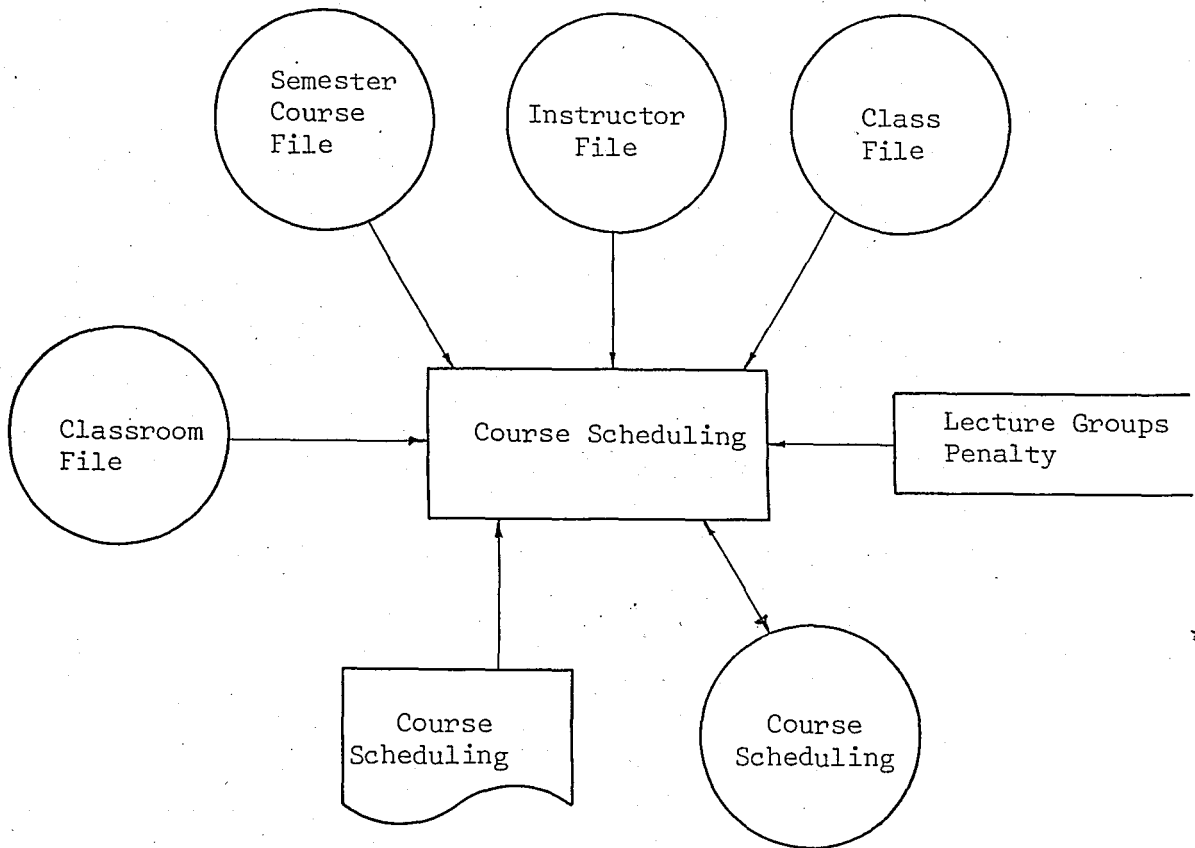 Semester
Course
File
Instructor
File
Class
File
Classroom
File
Course Scheduling
Lecture Groups
Penalty
Course
Scheduling
Course
Scheduling